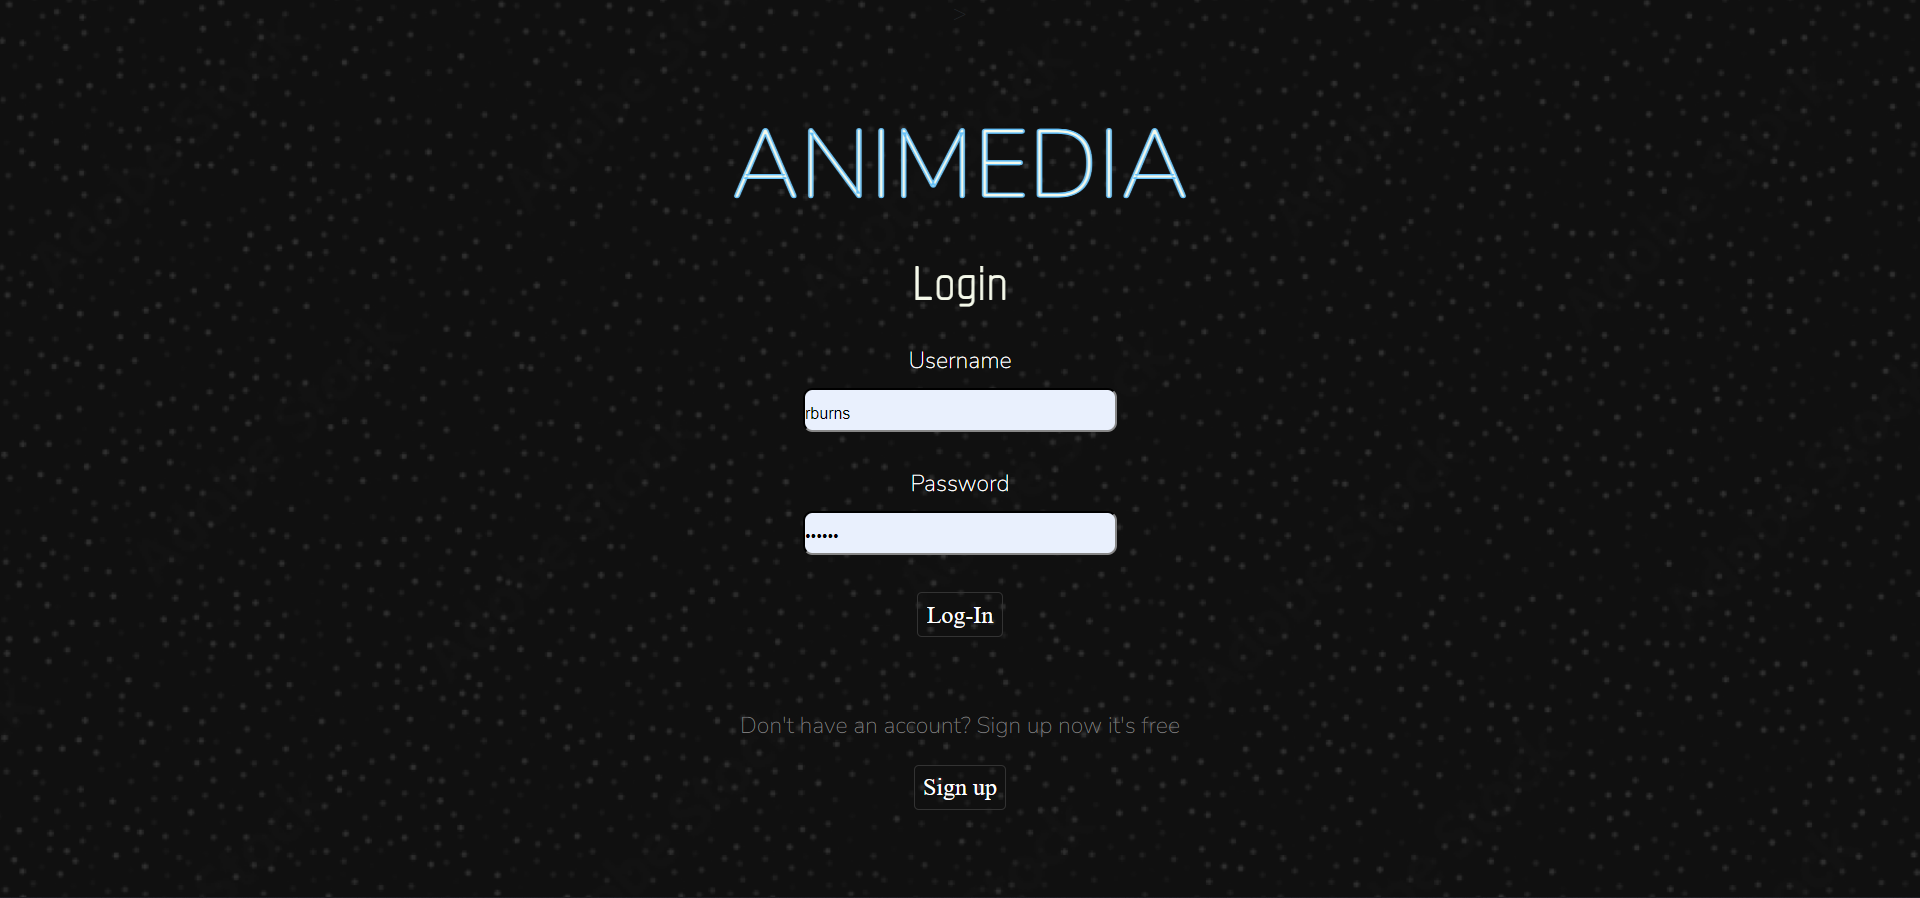 >
ANIMEDIA
Login
Username
rburns
Password
••••••
Log-In
Don't have an account? Sign up now it's free
Sign up